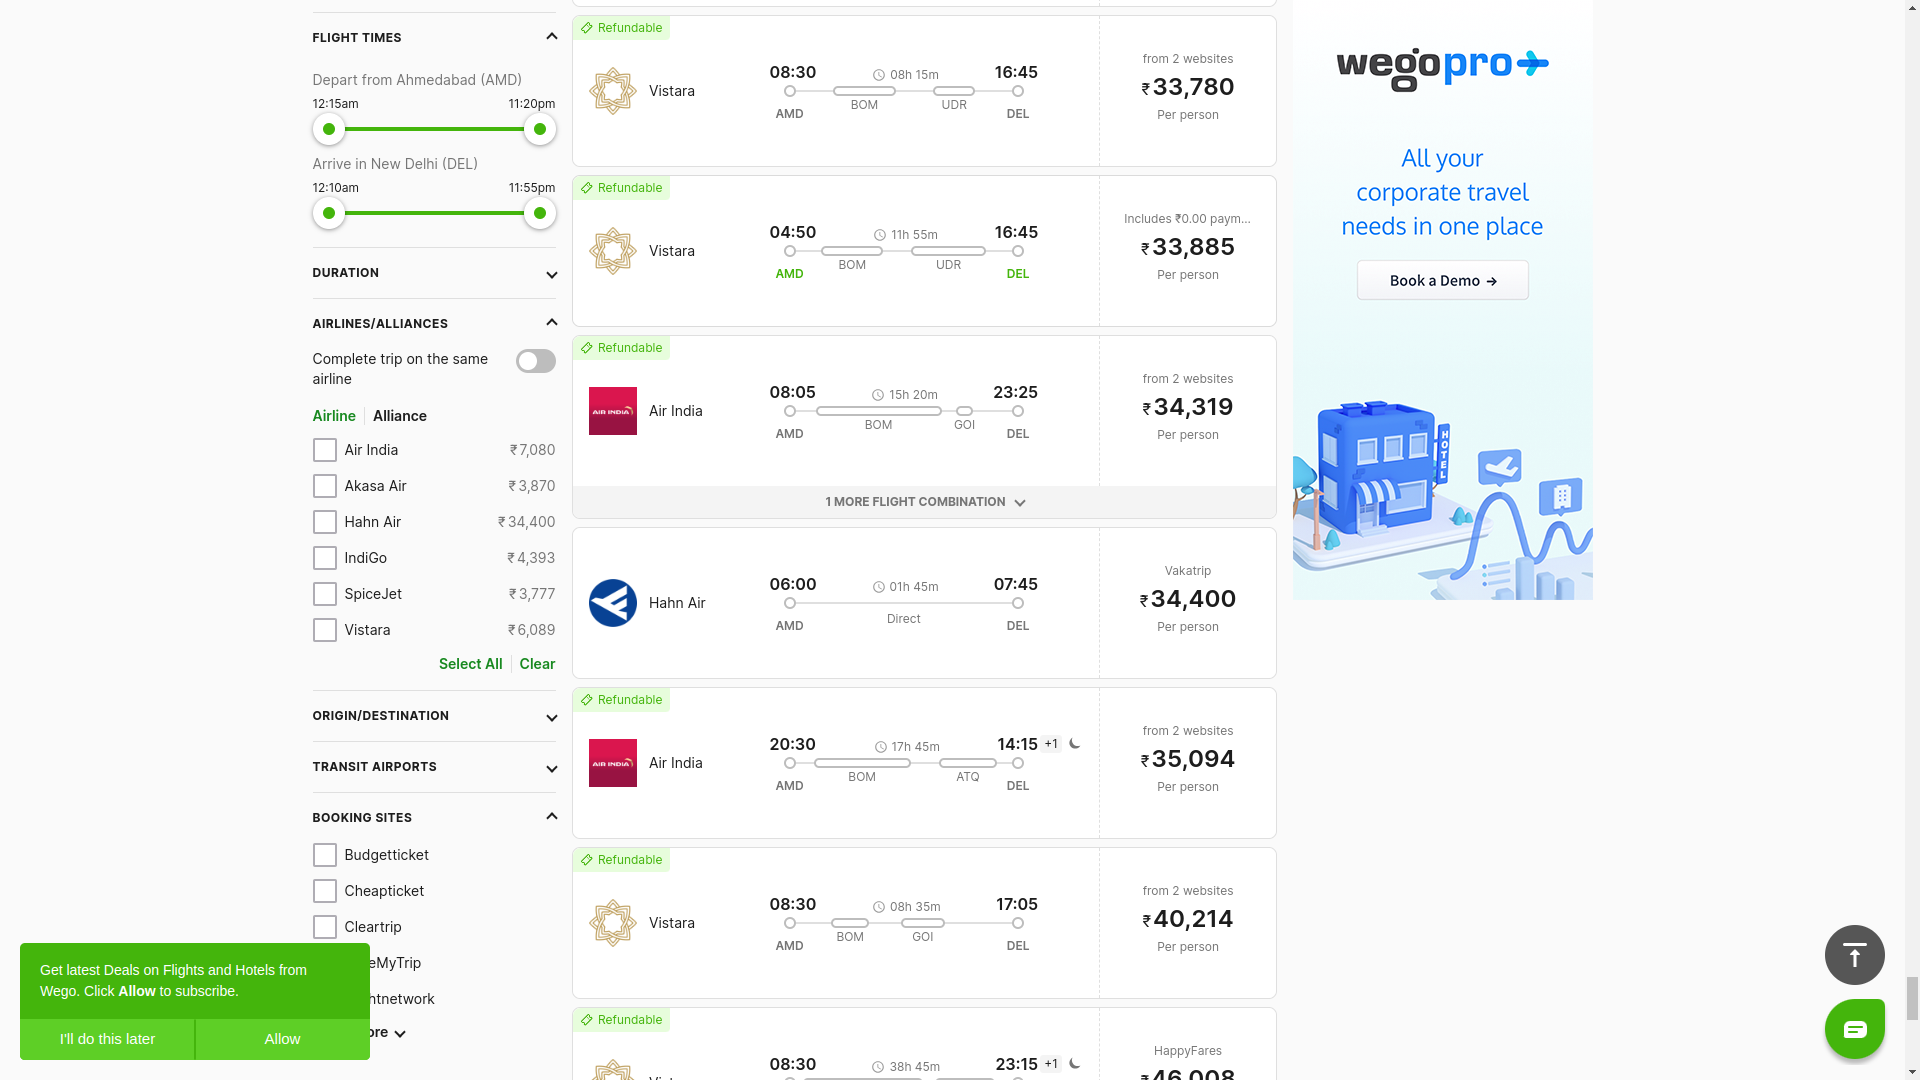 FLIGHT TIMES
Depart from Ahmedabad (AMD)
12:15am 11:20pm
Arrive in New Delhi (DEL)
12:10am 11:55pm
DURATION
AIRLINES/ALLIANCES
Complete trip on the same
airline
Airline Alliance
Air India ₹7,080
Akasa Air ₹3,870
Hahn Air ₹34,400
IndiGo ₹4,393
SpiceJet ₹3,777
Vistara ₹6,089
Select All Clear
ORIGIN/DESTINATION
TRANSIT AIRPORTS
BOOKING SITES
Budgetticket
Cheapticket
Cleartrip
Get latest Deals on Flights and Hotels from
Wego. Click Allow to subscribe.
I'll do this later Allow
Refundable
Vistara
08:30 08h 15m 16:45
BOM UDR
AMD DEL
from 2 websites
₹33,780
Per person
Refundable
Vistara
04:50 11h 55m 16:45
BOM UDR
AMD DEL
Includes ₹0.00 paym...
₹33,885
Per person
Refundable
AIR INDIA
Air India
08:05 15h 20m 23:25
BOM GOI
AMD DEL
from 2 websites
₹34,319
Per person
1 MORE FLIGHT COMBINATION
Hahn Air
06:00 01h 45m 07:45
AMD Direct DEL
Vakatrip
₹34,400
Per person
Refundable
AIR INDIA
Air India
20:30 17h 45m 14:15 +1
BOM ATQ
AMD DEL
from 2 websites
₹35,094
Per person
Refundable
Vistara
08:30 08h 35m 17:05
BOM GOI
AMD DEL
from 2 websites
₹40,214
Per person
Refundable
08:30 38h 45m 23:15 +1
HappyFares
₹46,008
wegopro
All your
corporate travel
needs in one place
Book a Demo →
HOTEL